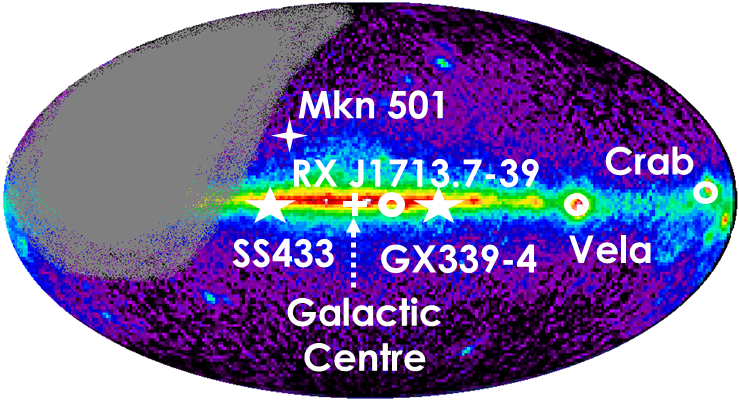 Mkn 501
RX J1713.7-39
Crab
SS433
GX339-4
Vela
Galactic
Centre